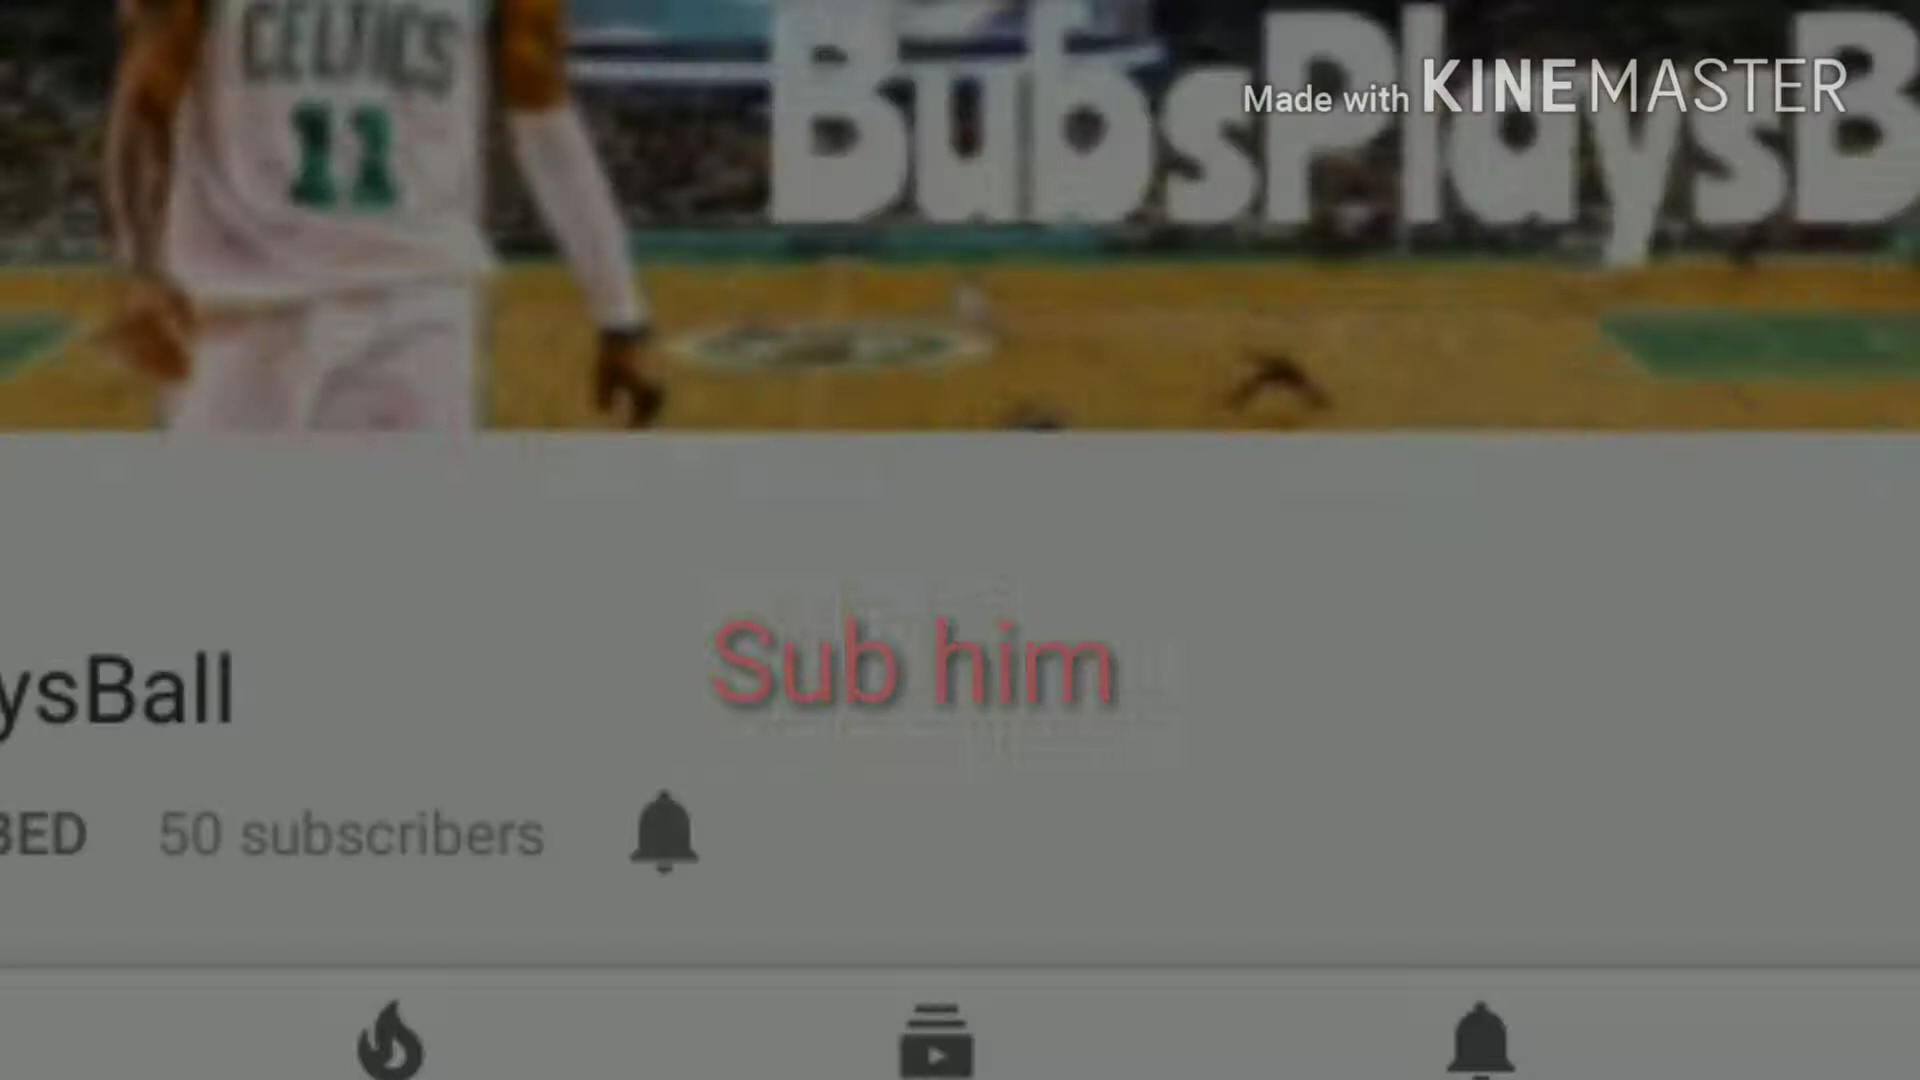 CELTICS
11
BubsPlaysB
Made with KINEMASTER
Sub him
ysBall
BED 50 subscribers